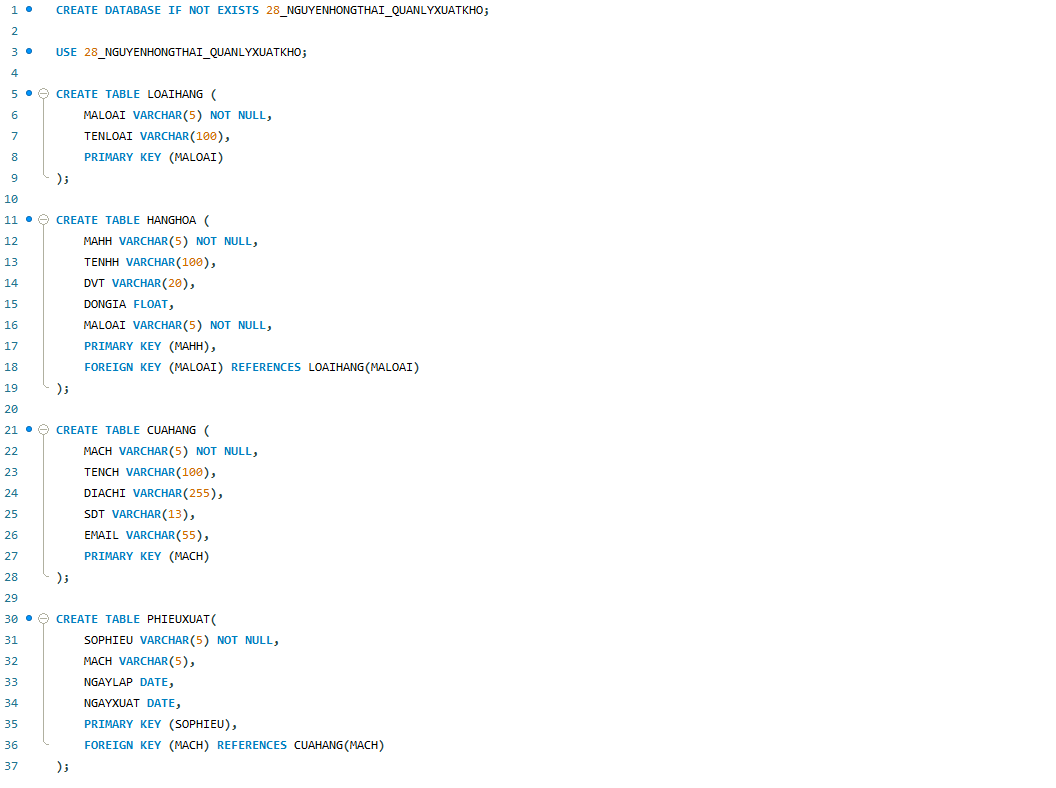 1 CREATE DATABASE IF NOT EXISTS 28_NGUYENHONGTHAI_QUANLYXUATKHO;
2
3 USE 28_NGUYENHONGTHAI_QUANLYXUATKHO;
4
5 CREATE TABLE LOAIHANG (
6 MALOAI VARCHAR(5) NOT NULL,
7 TENLOAI VARCHAR(100),
8 PRIMARY KEY (MALOAI)
9 );
10
11 CREATE TABLE HANGHOA (
12 MAHH VARCHAR(5) NOT NULL,
13 TENHH VARCHAR(100),
14 DVT VARCHAR(20),
15 DONGIA FLOAT,
16 MALOAI VARCHAR(5) NOT NULL,
17 PRIMARY KEY (MAHH),
18 FOREIGN KEY (MALOAI) REFERENCES LOAIHANG(MALOAI)
19 );
20
21 CREATE TABLE CUAHANG (
22 MACH VARCHAR(5) NOT NULL,
23 TENCH VARCHAR(100),
24 DIACHI VARCHAR(255),
25 SDT VARCHAR(13),
26 EMAIL VARCHAR(55),
27 PRIMARY KEY (MACH)
28 );
29
30 CREATE TABLE PHIEUXUAT(
31 SOPHIEU VARCHAR(5) NOT NULL,
32 MACH VARCHAR(5),
33 NGAYLAP DATE,
34 NGAYXUAT DATE,
35 PRIMARY KEY (SOPHIEU),
36 FOREIGN KEY (MACH) REFERENCES CUAHANG(MACH)
37 );